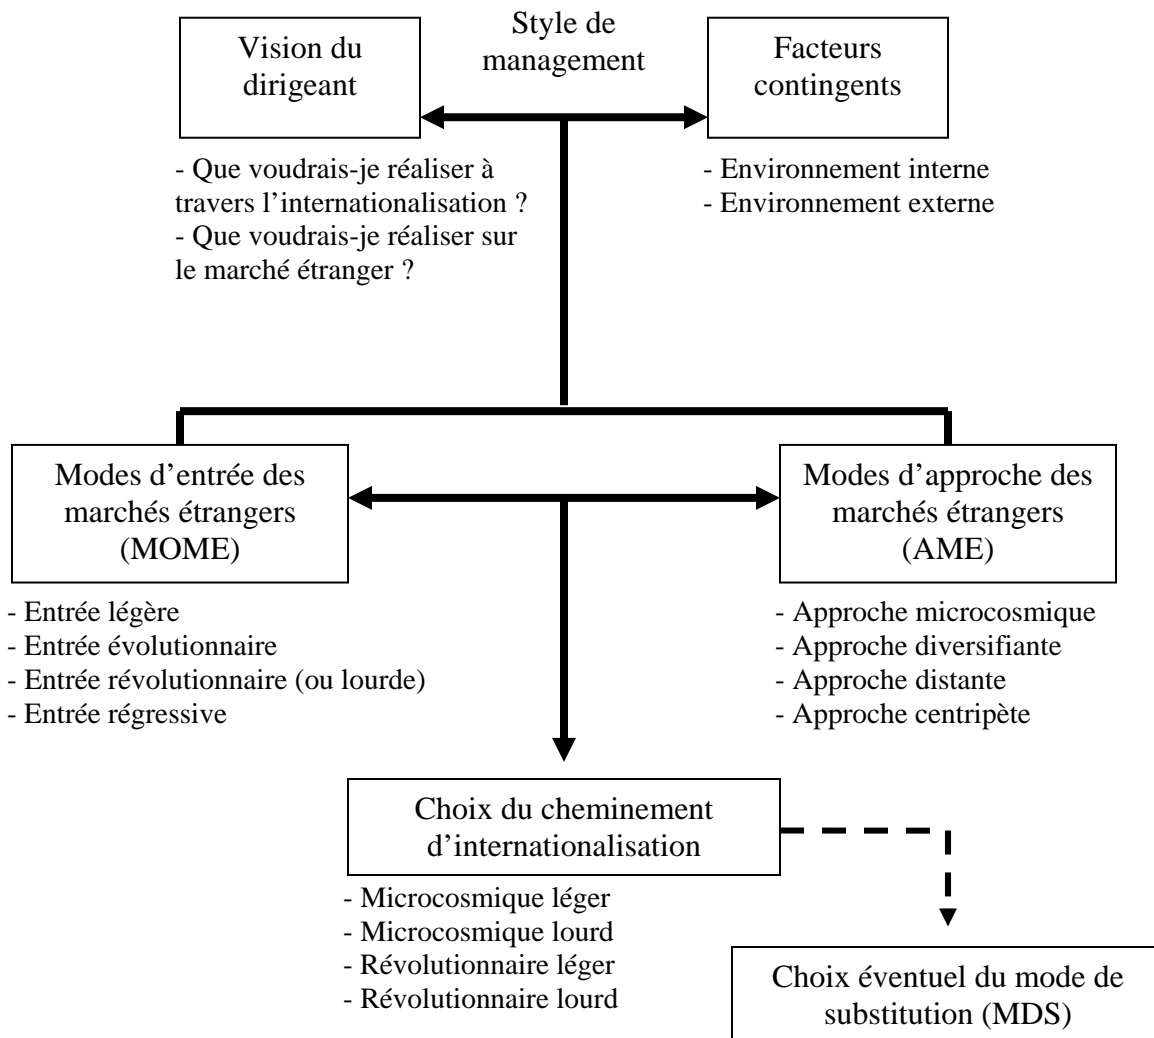 Vision du
dirigeant
Style de
management
Facteurs
contingents
- Que voudrais-je réaliser à
travers l’internationalisation ?
- Que voudrais-je réaliser sur
le marché étranger ?
- Environnement interne
- Environnement externe
Modes d’entrée des
marchés étrangers
(MOME)
Modes d’approche des
marchés étrangers
(AME)
- Entrée légère
- Entrée évolutionnaire
- Entrée révolutionnaire (ou lourde)
- Entrée régressive
- Approche microcosmique
- Approche diversifiante
- Approche distante
- Approche centripète
Choix du cheminement
d’internationalisation
- Microcosmique léger
- Microcosmique lourd
- Révolutionnaire léger
- Révolutionnaire lourd
Choix éventuel du mode de
substitution (MDS)